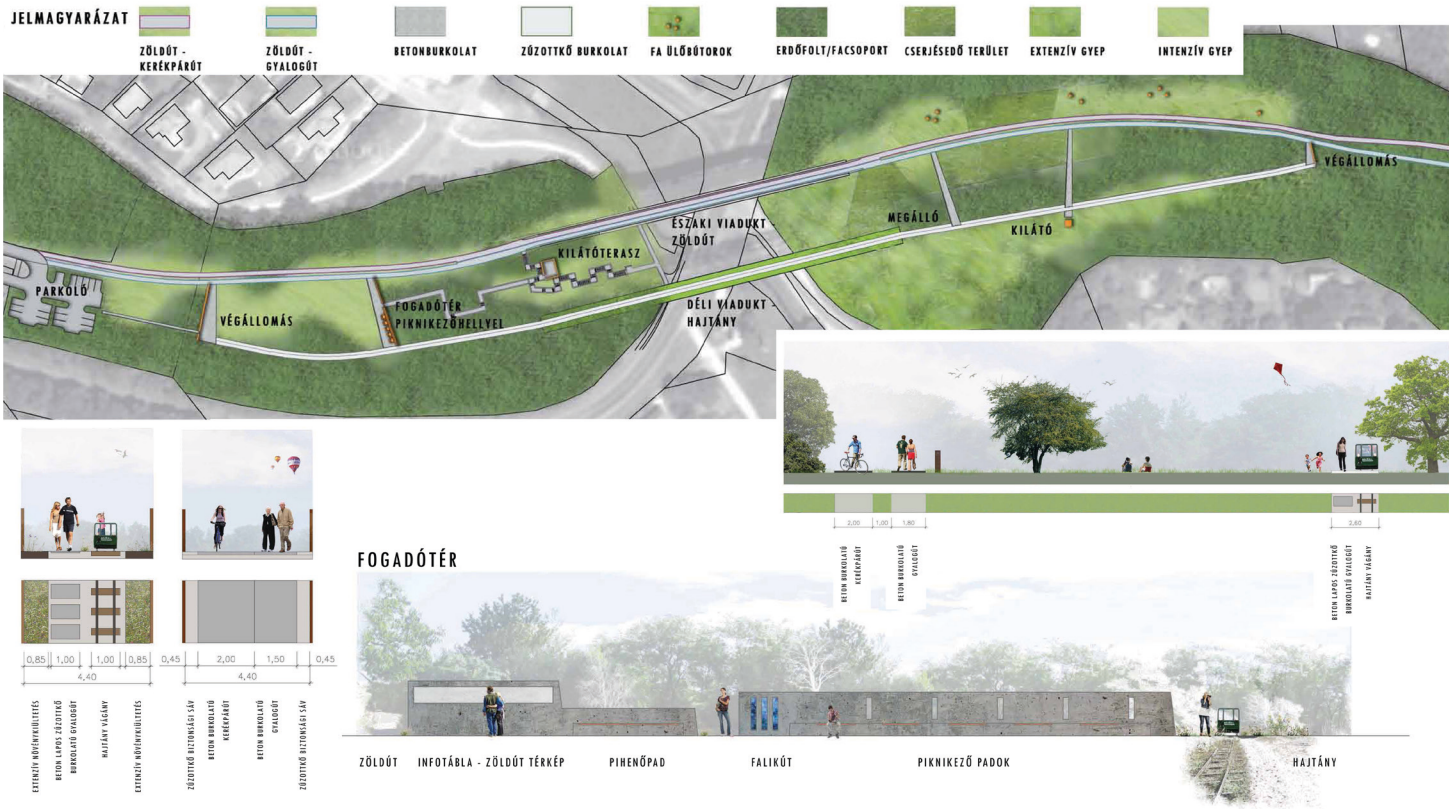 JELMAGYARÁZAT
ZÖLDÚT -
KERÉKPÁRÚT
ZÖLDÚT -
GYALOGÚT
BETONBURKOLAT
ZÚZOTTKŐ BURKOLAT
FA ÜLŐBÚTOROK
ERDŐFOLT/FACSOPORT
CSERJÉSEDŐ TERÜLET
EXTENZÍV GYEP
INTENZÍV GYEP
PARKOLÓ
VÉGÁLLOMÁS
FOGADÓTÉR
PIKNIKEZŐHELLYEL
KILÁTÓTERASZ
ÉSZAKI VIADUKT -
ZÖLDÚT
DÉLI VIADUKT -
HAJTÁNY
MEGÁLLÓ
KILÁTÓ
VÉGÁLLOMÁS
2,00
1,00
1,80
3,60
BETON BURKOLATÚ
KERÉKPÁRÚT
BETON BURKOLATÚ
GYALOGÚT
BETON LAPOS ZÚZOTTKŐ
BURKOLATÚ GYALOGÚT
HAJTÁNY VÁGÁNY
0,85
1,00
1,00
0,85
4,40
EXTENZÍV NÖVÉNYKIÜLTETÉS
BETON LAPOS ZÚZOTTKŐ
BURKOLATÚ GYALOGÚT
HAJTÁNY VÁGÁNY
EXTENZÍV NÖVÉNYKIÜLTETÉS
0,45
2,00
1,50
0,45
4,40
ZÚZOTTKŐ BIZTONSÁGI SÁV
BETON BURKOLATÚ
KERÉKPÁRÚT
BETON BURKOLATÚ
GYALOGÚT
ZÚZOTTKŐ BIZTONSÁGI SÁV
FOGADÓTÉR
ZÖLDÚT
INFOTÁBLA - ZÖLDÚT TÉRKÉP
PIHENŐPAD
FALIKÚT
PIKNIKEZŐ PADOK
HAJTÁNY